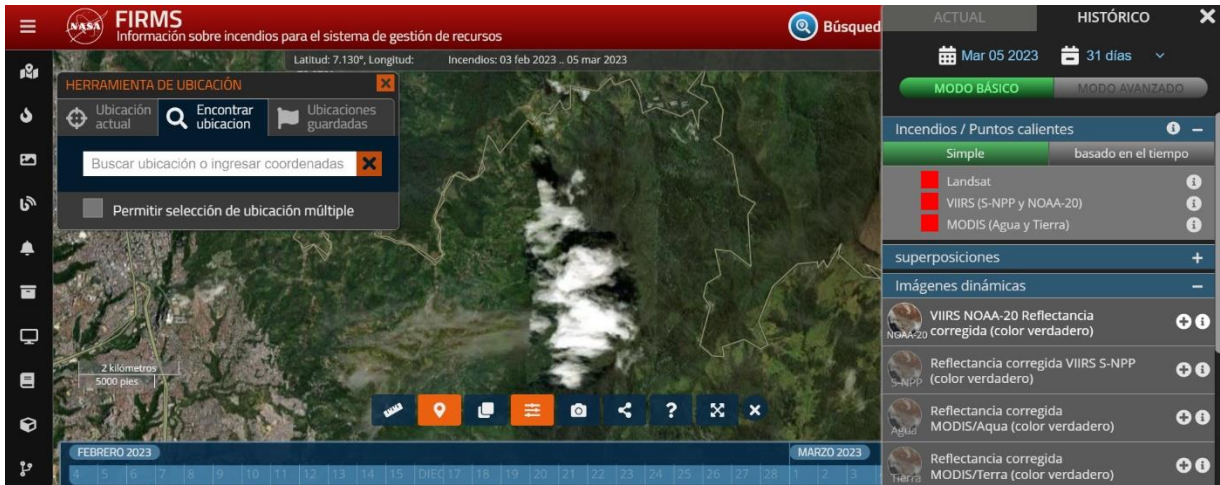 NASA
FIRMS
Información sobre incendios para el sistema de gestión de recursos
Búsqued
Latitud: 7.130°, Longitud:
Incendios: 03 feb 2023 .. 05 mar 2023
HERRAMIENTA DE UBICACIÓN
Ubicación actual
Encontrar ubicacion
Ubicaciones guardadas
Buscar ubicación o ingresar coordenadas
Permitir selección de ubicación múltiple
2 kilómetros
5000 pies
FEBRERO 2023
MARZO 2023
4 5 6 7 8 9 10 11 12 13 14 15 DIEC 17 18 19 20 21 22 23 24 25 26 27 28 1 2 3
ACTUAL
HISTÓRICO
Mar 05 2023
31 días
MODO BÁSICO
MODO AVANZADO
Incendios / Puntos calientes
Simple
basado en el tiempo
Landsat
VIIRS (S-NPP y NOAA-20)
MODIS (Agua y Tierra)
superposiciones
Imágenes dinámicas
NOAA-20
VIIRS NOAA-20 Reflectancia
corregida (color verdadero)
S-NPP
Reflectancia corregida VIIRS S-NPP
(color verdadero)
Agua
Reflectancia corregida
MODIS/Aqua (color verdadero)
Tierra
Reflectancia corregida
MODIS/Terra (color verdadero)